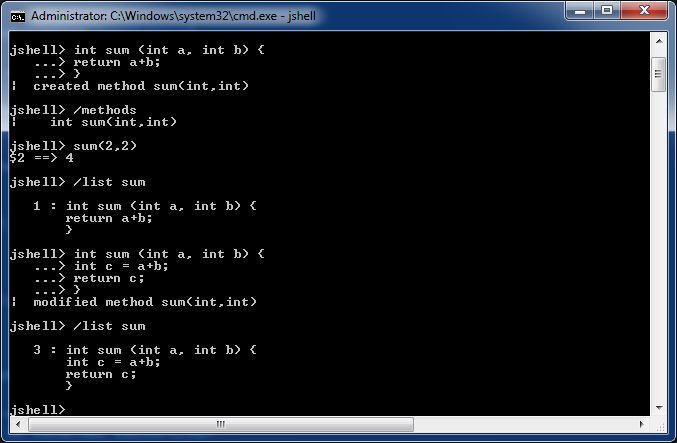 Administrator: C:\Windows\system32\cmd.exe - jshell
jshell> int sum (int a, int b) {
   ...> return a+b;
   ...> }
|  created method sum(int,int)
jshell> /methods
|    int sum(int,int)
jshell> sum(2,2)
$2 ==> 4
jshell> /list sum
   1 : int sum (int a, int b) {
       return a+b;
       }
jshell> int sum (int a, int b) {
   ...> int c = a+b;
   ...> return c;
   ...> }
|  modified method sum(int,int)
jshell> /list sum
   3 : int sum (int a, int b) {
       int c = a+b;
       return c;
       }
jshell>